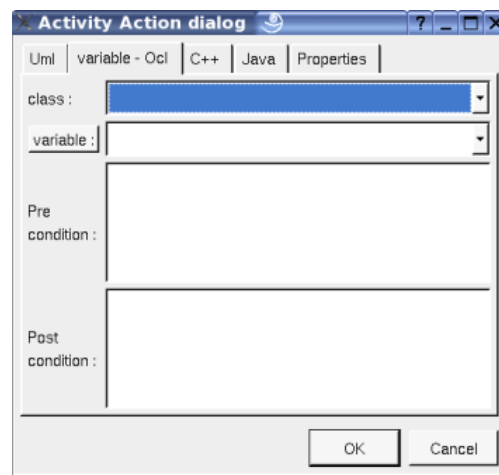 Activity Action dialog
Uml variable - Ocl C++ Java Properties
class :
variable :
Pre
condition :
Post
condition :
OK Cancel